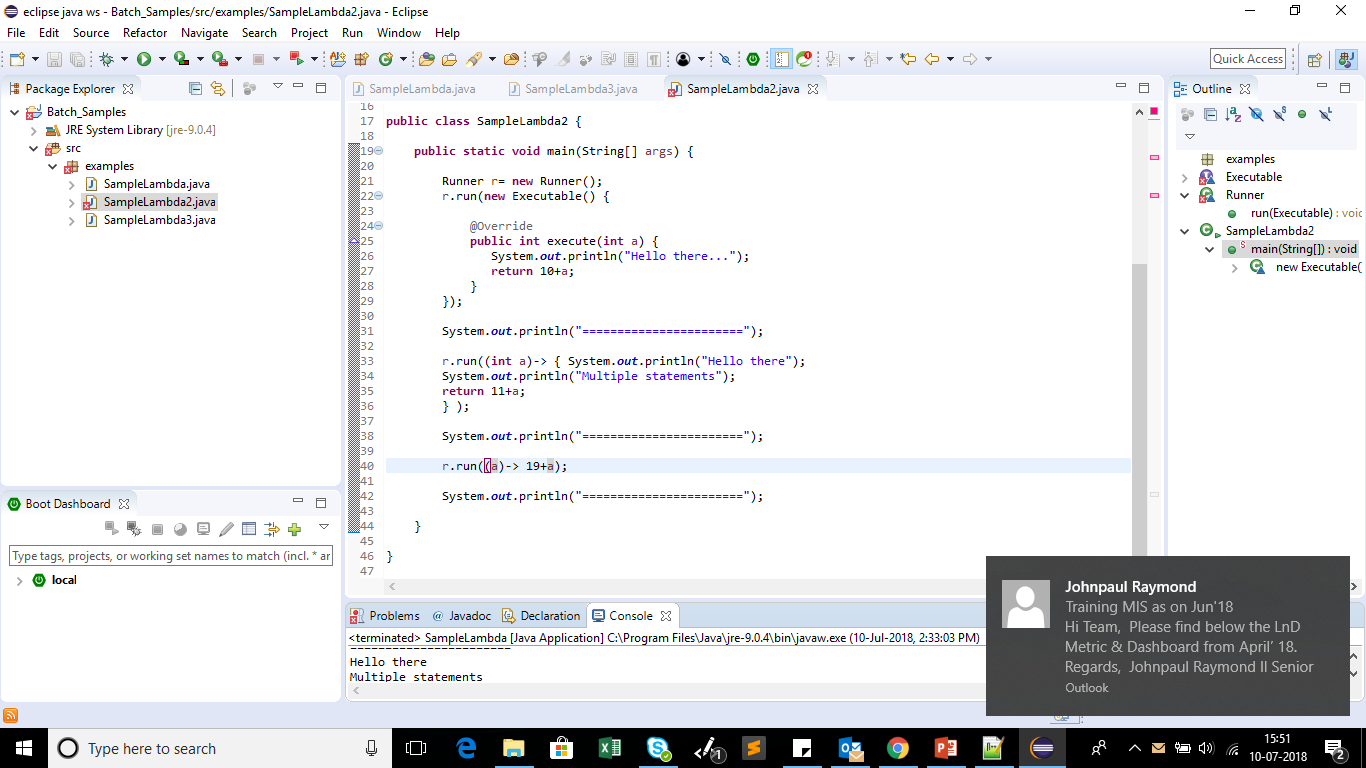 eclipse java ws - Batch_Samples/src/examples/SampleLambda2.java - Eclipse
File Edit Source Refactor Navigate Search Project Run Window Help
Quick Access
Package Explorer
Batch_Samples
JRE System Library [jre-9.0.4]
src
examples
SampleLambda.java
SampleLambda2.java
SampleLambda3.java
Boot Dashboard
Type tags, projects, or working set names to match (incl. * ar
local
SampleLambda.java SampleLambda3.java SampleLambda2.java
16
17 public class SampleLambda2 {
18
19 public static void main(String[] args) {
20
21 Runner r= new Runner();
22 r.run(new Executable() {
23
24 @Override
25 public int execute(int a) {
26 System.out.println("Hello there...");
27 return 10+a;
28 }
29 });
30
31 System.out.println("=======================");
32
33 r.run((int a)-> { System.out.println("Hello there");
34 System.out.println("Multiple statements");
35 return 11+a;
36 } );
37
38 System.out.println("=======================");
39
40 r.run((a)-> 19+a);
41
42 System.out.println("=======================");
43
44 }
45
46 }
47
Problems @ Javadoc Declaration Console
<terminated> SampleLambda [Java Application] C:\Program Files\Java\jre-9.0.4\bin\javaw.exe (10-Jul-2018, 2:33:03 PM)
=======================
Hello there
Multiple statements
Outline
examples
Executable
Runner
run(Executable) : void
SampleLambda2
main(String[]) : void
new Executable(
Johnpaul Raymond
Training MIS as on Jun'18
Hi Team, Please find below the LnD
Metric & Dashboard from April' 18.
Regards, Johnpaul Raymond II Senior
Outlook
Type here to search
1
15:51
10-07-2018
2